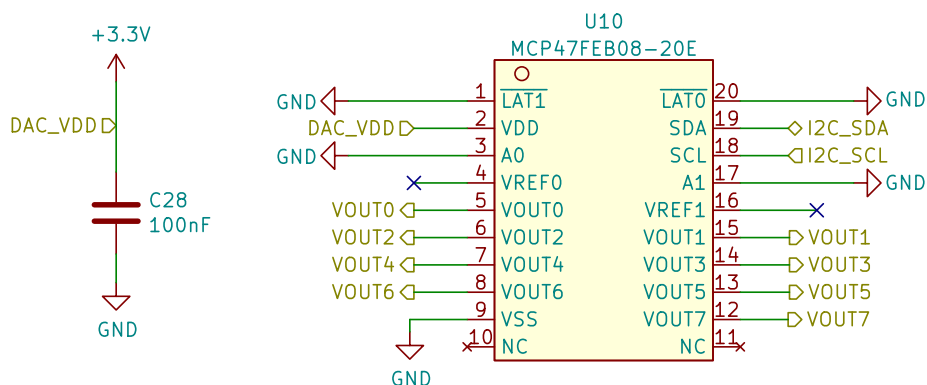 +3.3V
DAC_VDD
C28
100nF
GND
U10
MCP47FEB08-20E
GND 1 LAT1 LAT0 20 GND
DAC_VDD 2 VDD SDA 19 I2C_SDA
GND 3 A0 SCL 18 I2C_SCL
4 VREF0 A1 17 GND
VOUT0 5 VOUT0 VREF1 16
VOUT2 6 VOUT2 VOUT1 15 VOUT1
VOUT4 7 VOUT4 VOUT3 14 VOUT3
VOUT6 8 VOUT6 VOUT5 13 VOUT5
9 VSS VOUT7 12 VOUT7
10 NC NC 11
GND